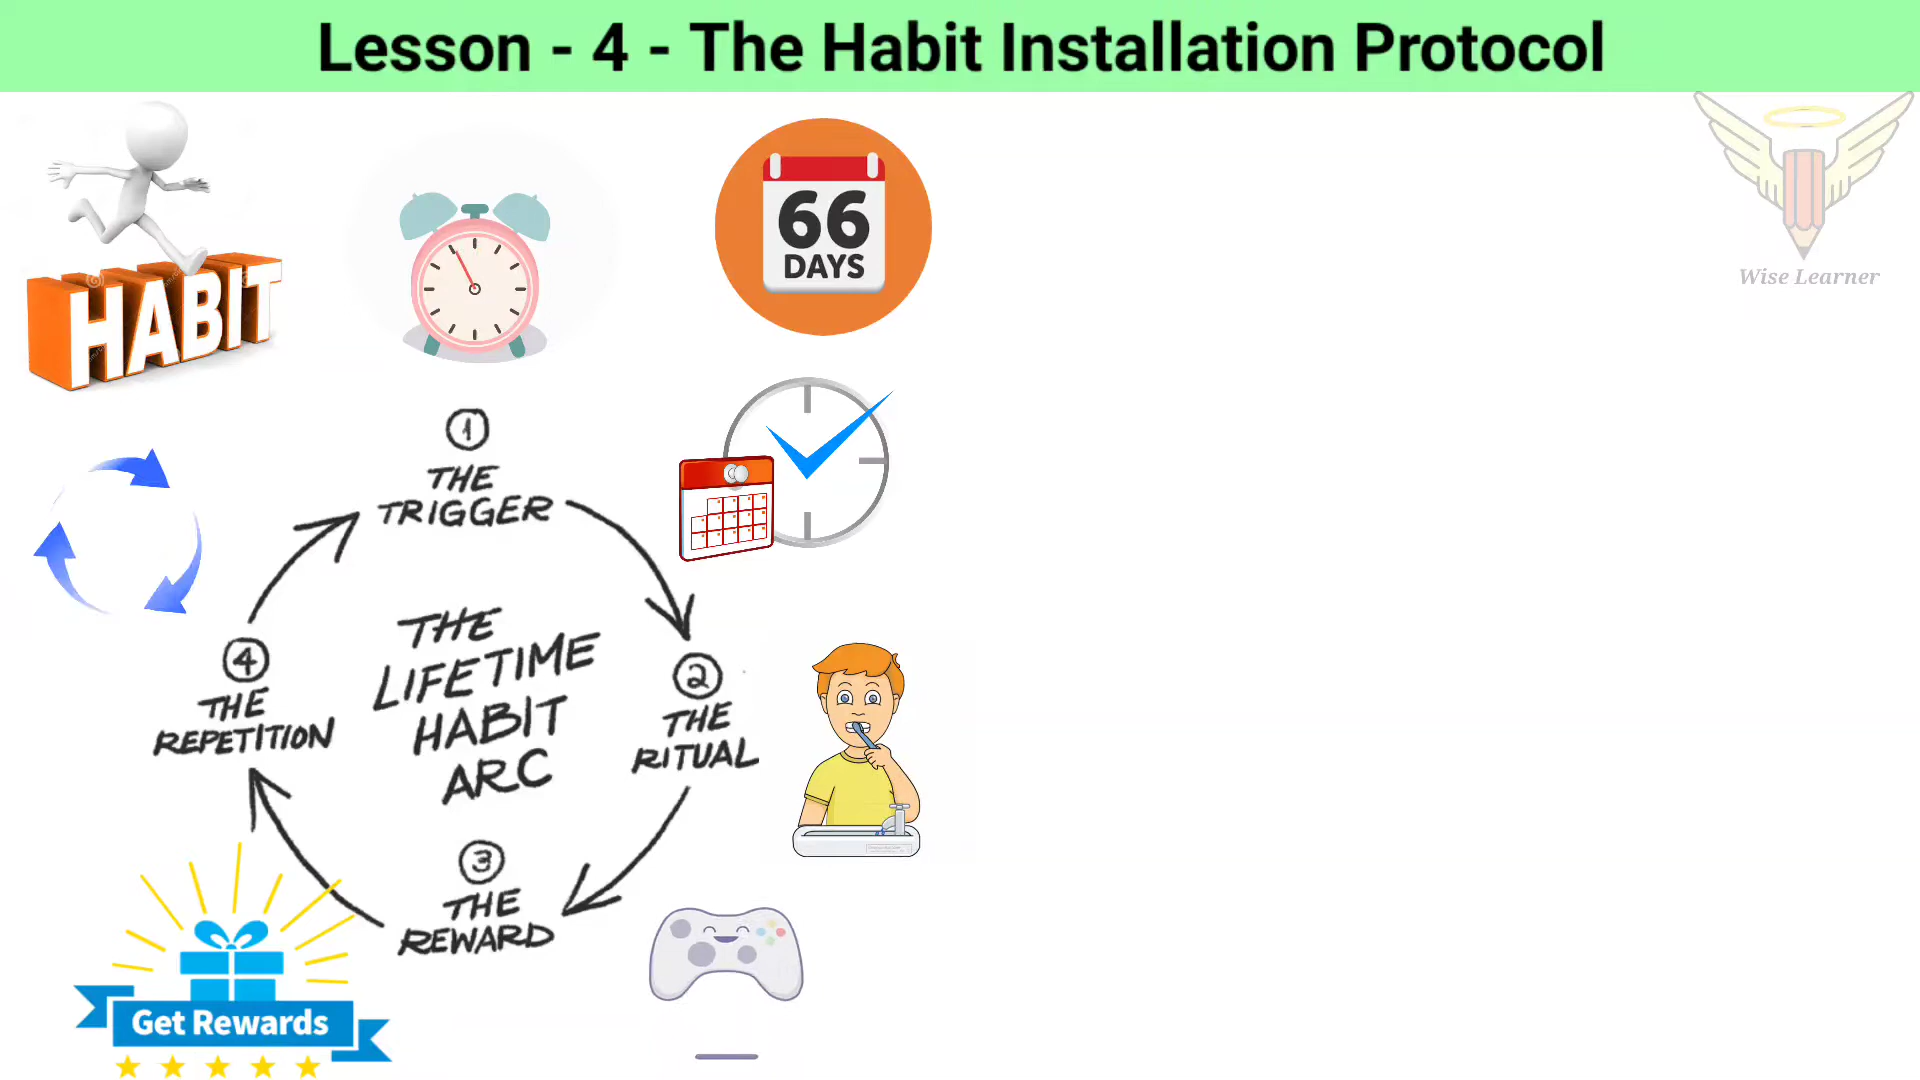 Lesson - 4 - The Habit Installation Protocol
HABIT
66
DAYS
Wise Learner
1
THE
TRIGGER
THE
LIFETIME
HABIT
ARC
2
THE
RITUAL
3
THE
REWARD
4
THE
REPETITION
Get Rewards